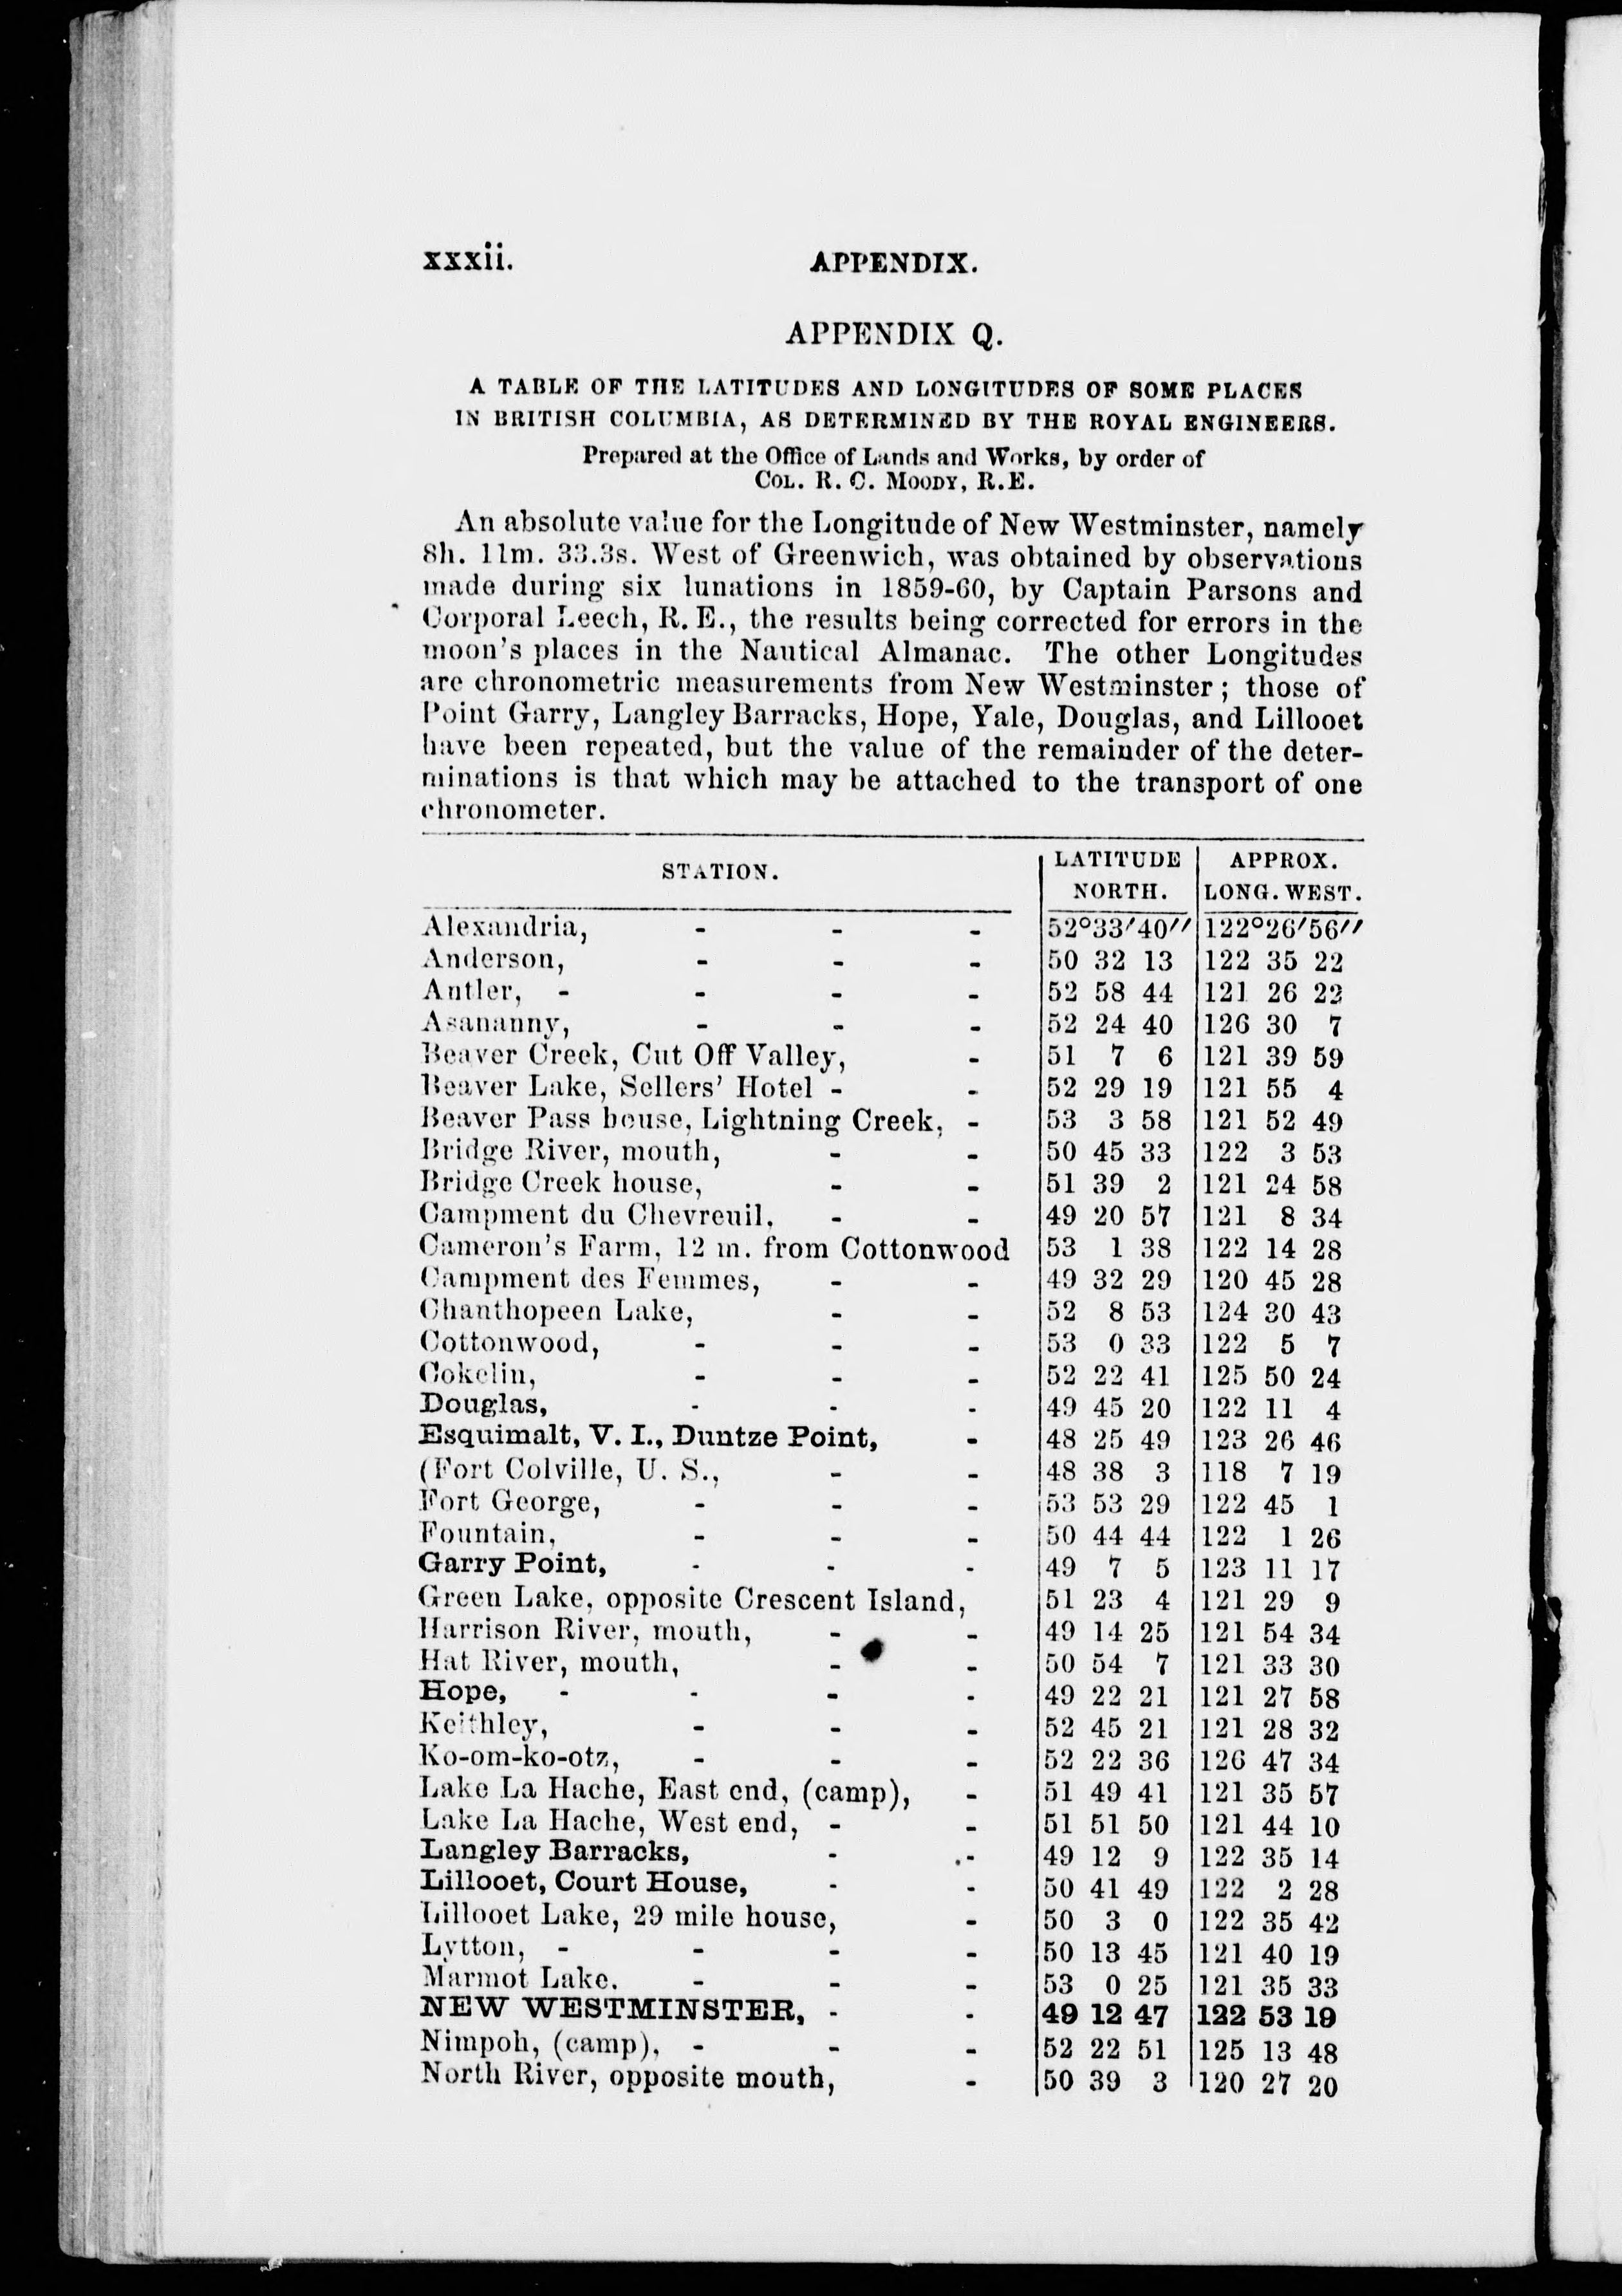 xxxii. APPENDIX.
APPENDIX Q.
A TABLE OF THE LATITUDES AND LONGITUDES OF SOME PLACES
IN BRITISH COLUMBIA, AS DETERMINED BY THE ROYAL ENGINEERS.
Prepared at the Office of Lands and Works, by order of
COL. R. C. MOODY, R.E.
An absolute value for the Longitude of New Westminster, namely
8h. 11m. 33.3s. West of Greenwich, was obtained by observations
made during six lunations in 1859-60, by Captain Parsons and
Corporal Leech, R. E., the results being corrected for errors in the
moon's places in the Nautical Almanac. The other Longitudes
are chronometric measurements from New Westminster; those of
Point Garry, Langley Barracks, Hope, Yale, Douglas, and Lillooet
have been repeated, but the value of the remainder of the deter-
minations is that which may be attached to the transport of one
chronometer.
STATION. LATITUDE NORTH. APPROX. LONG. WEST.
Alexandria, - - - 52°33′40″ 122°26′56″
Anderson, - - - 50 32 13 122 35 22
Antler, - - - - 52 58 44 121 26 22
Asananny, - - - 52 24 40 126 30 7
Beaver Creek, Cut Off Valley, - 51 7 6 121 39 59
Beaver Lake, Sellers' Hotel - - 52 29 19 121 55 4
Beaver Pass house, Lightning Creek, - 53 3 58 121 52 49
Bridge River, mouth, - - 50 45 33 122 3 53
Bridge Creek house, - - 51 39 2 121 24 58
Campment du Chevreuil, - - 49 20 57 121 8 34
Cameron's Farm, 12 m. from Cottonwood 53 1 38 122 14 28
Campment des Femmes, - - 49 32 29 120 45 28
Chanthopeen Lake, - - 52 8 53 124 30 43
Cottonwood, - - - 53 0 33 122 5 7
Cokelin, - - - 52 22 41 125 50 24
Douglas, - - - 49 45 20 122 11 4
Esquimalt, V. I., Duntze Point, - 48 25 49 123 26 46
(Fort Colville, U. S., - - 48 38 3 118 7 19
Fort George, - - - 53 53 29 122 45 1
Fountain, - - - 50 44 44 122 1 26
Garry Point, - - - 49 7 5 123 11 17
Green Lake, opposite Crescent Island, 51 23 4 121 29 9
Harrison River, mouth, - - 49 14 25 121 54 34
Hat River, mouth, - - 50 54 7 121 33 30
Hope, - - - - 49 22 21 121 27 58
Keithley, - - - 52 45 21 121 28 32
Ko-om-ko-otz, - - - 52 22 36 126 47 34
Lake La Hache, East end, (camp), - 51 49 41 121 35 57
Lake La Hache, West end, - - 51 51 50 121 44 10
Langley Barracks, - - 49 12 9 122 35 14
Lillooet, Court House, - - 50 41 49 122 2 28
Lillooet Lake, 29 mile house, - 50 3 0 122 35 42
Lytton, - - - - 50 13 45 121 40 19
Marmot Lake. - - - 53 0 25 121 35 33
NEW WESTMINSTER, - - 49 12 47 122 53 19
Nimpoh, (camp), - - - 52 22 51 125 13 48
North River, opposite mouth, - 50 39 3 120 27 20